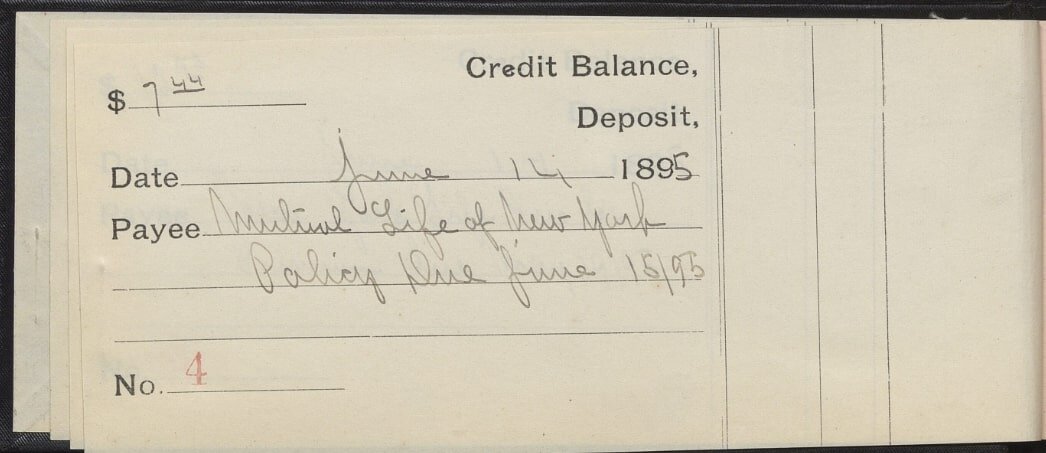 Credit Balance,
$ 7 44
Deposit,
Date June 14 1895
Payee Mutual Life of New York
Policy Due June 15/95
No. 4